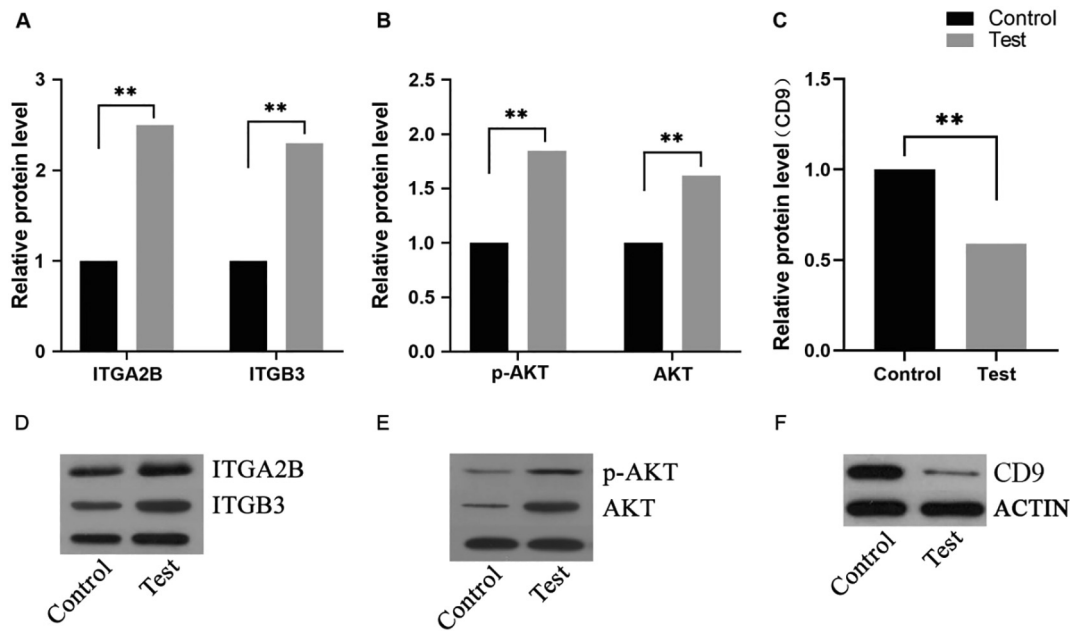 A
B
C
Control
Test
Relative protein level
3
2
1
0
**
**
ITGA2B
ITGB3
Relative protein level
2.5
2.0
1.5
1.0
0.5
0.0
**
**
p-AKT
AKT
Relative protein level（CD9）
1.5
1.0
0.5
0.0
**
Control
Test
D
ITGA2B
ITGB3
Control
Test
E
p-AKT
AKT
Control
Test
F
CD9
ACTIN
Control
Test